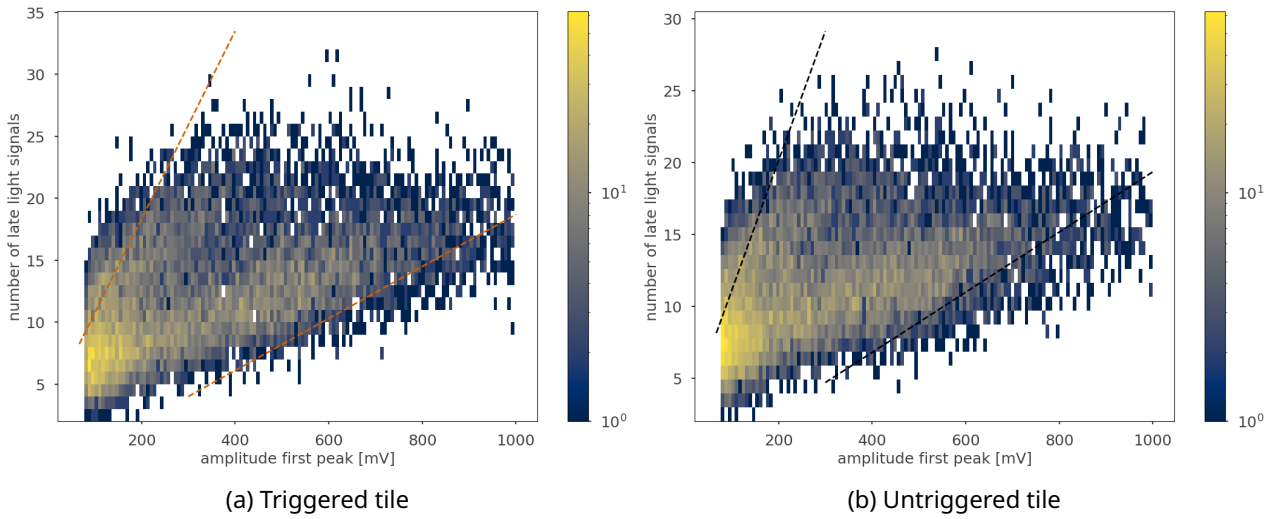 35
30
25
20
15
10
5
number of late light signals
200 400 600 800 1000
amplitude first peak [mV]
10¹
10⁰
(a) Triggered tile
30
25
20
15
10
5
number of late light signals
200 400 600 800 1000
amplitude first peak [mV]
10¹
10⁰
(b) Untriggered tile